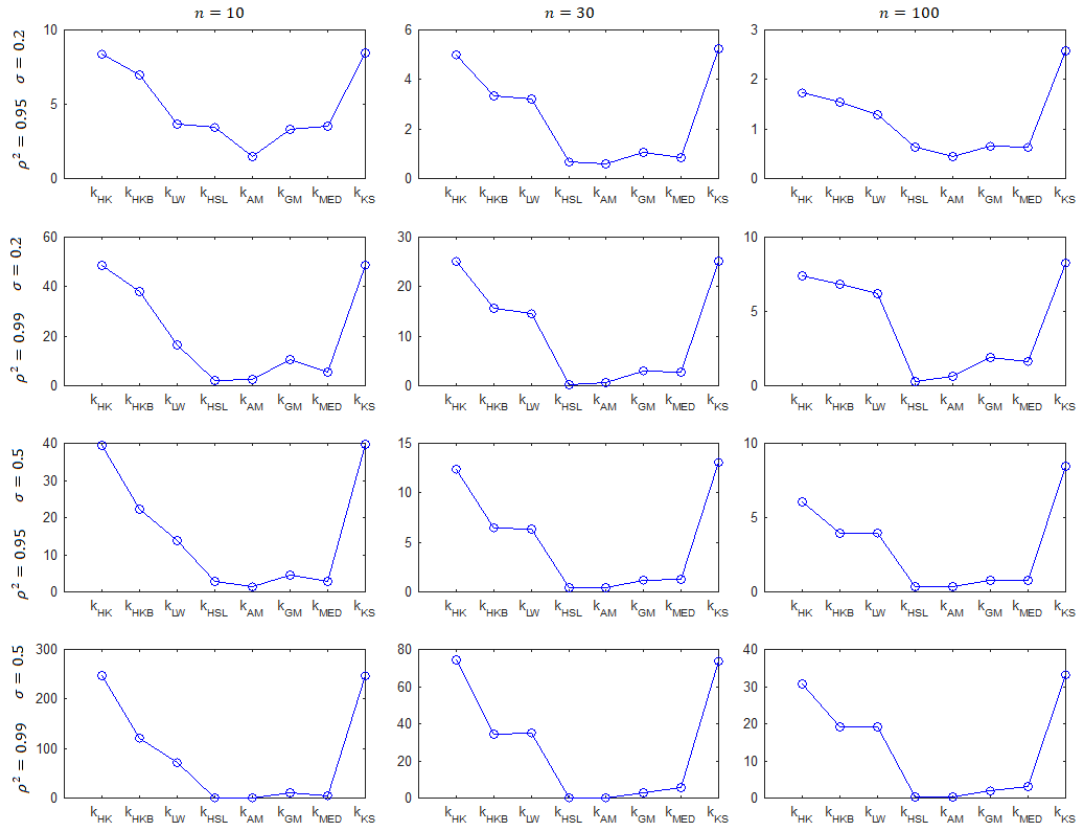 n = 10 n = 30 n = 100
ρ² = 0.95 σ = 0.2
10
5
0
k_HK k_HKB k_LW k_HSL k_AM k_GM k_MED k_KS
6
4
2
0
k_HK k_HKB k_LW k_HSL k_AM k_GM k_MED k_KS
3
2
1
0
k_HK k_HKB k_LW k_HSL k_AM k_GM k_MED k_KS
ρ² = 0.99 σ = 0.2
60
40
20
0
k_HK k_HKB k_LW k_HSL k_AM k_GM k_MED k_KS
30
20
10
0
k_HK k_HKB k_LW k_HSL k_AM k_GM k_MED k_KS
10
5
0
k_HK k_HKB k_LW k_HSL k_AM k_GM k_MED k_KS
ρ² = 0.95 σ = 0.5
40
30
20
10
0
k_HK k_HKB k_LW k_HSL k_AM k_GM k_MED k_KS
15
10
5
0
k_HK k_HKB k_LW k_HSL k_AM k_GM k_MED k_KS
10
5
0
k_HK k_HKB k_LW k_HSL k_AM k_GM k_MED k_KS
ρ² = 0.99 σ = 0.5
300
200
100
0
k_HK k_HKB k_LW k_HSL k_AM k_GM k_MED k_KS
80
60
40
20
0
k_HK k_HKB k_LW k_HSL k_AM k_GM k_MED k_KS
40
30
20
10
0
k_HK k_HKB k_LW k_HSL k_AM k_GM k_MED k_KS